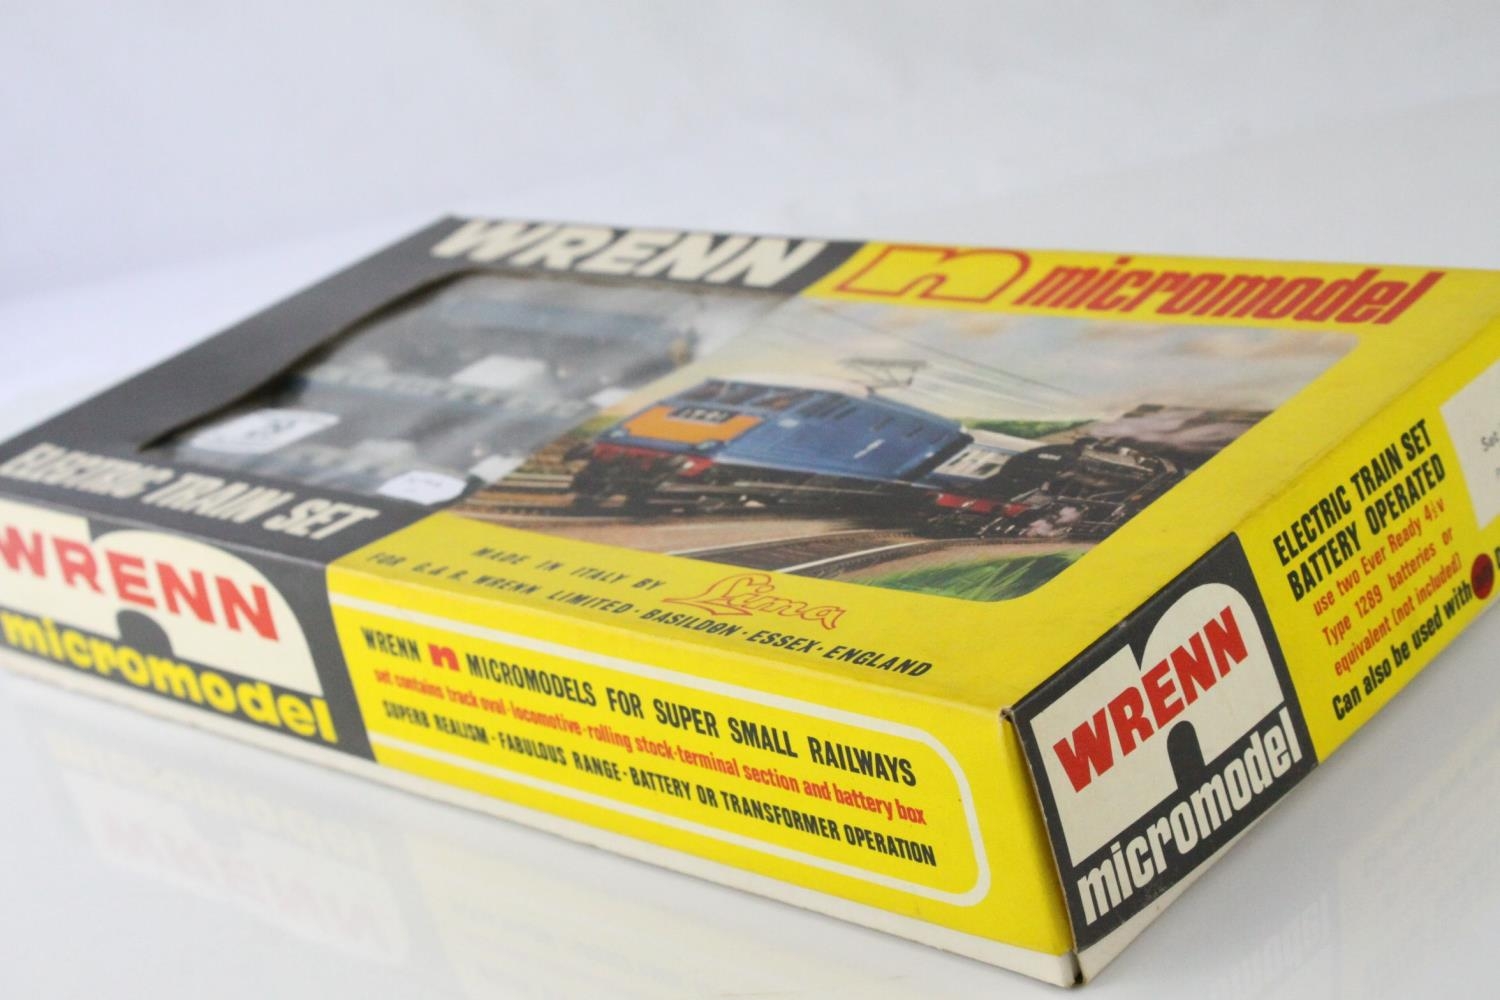 WRENN
n micromodel
ELECTRIC TRAIN SET
MADE IN ITALY BY Lima
FOR G. & R. WRENN LIMITED · BASILDON · ESSEX · ENGLAND
WRENN
n
micromodel
WRENN n MICROMODELS FOR SUPER SMALL RAILWAYS
set contains track oval·locomotive·rolling stock·terminal section and battery box
SUPERB REALISM · FABULOUS RANGE · BATTERY OR TRANSFORMER OPERATION
WRENN
n
micromodel
ELECTRIC TRAIN SET
BATTERY OPERATED
use two Ever Ready 4½v
Type 1289 batteries or
equivalent (not included)
Can also be used with
Set